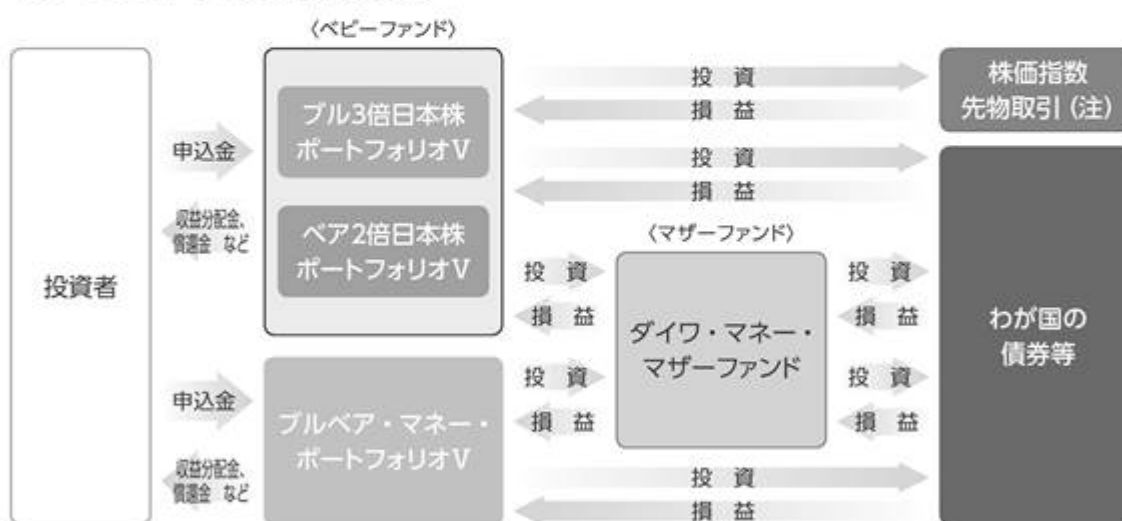 〈ベビーファンド〉
投資者
申込金
収益分配金、
償還金 など
ブル3倍日本株
ポートフォリオⅤ
ベア2倍日本株
ポートフォリオⅤ
投 資
損 益
投 資
損 益
株価指数
先物取引（注）
〈マザーファンド〉
投 資
損 益
ダイワ・マネー・
マザーファンド
投 資
損 益
わが国の
債券等
申込金
収益分配金、
償還金 など
ブルベア・マネー・
ポートフォリオⅤ
投 資
損 益
投 資
損 益
投 資
損 益